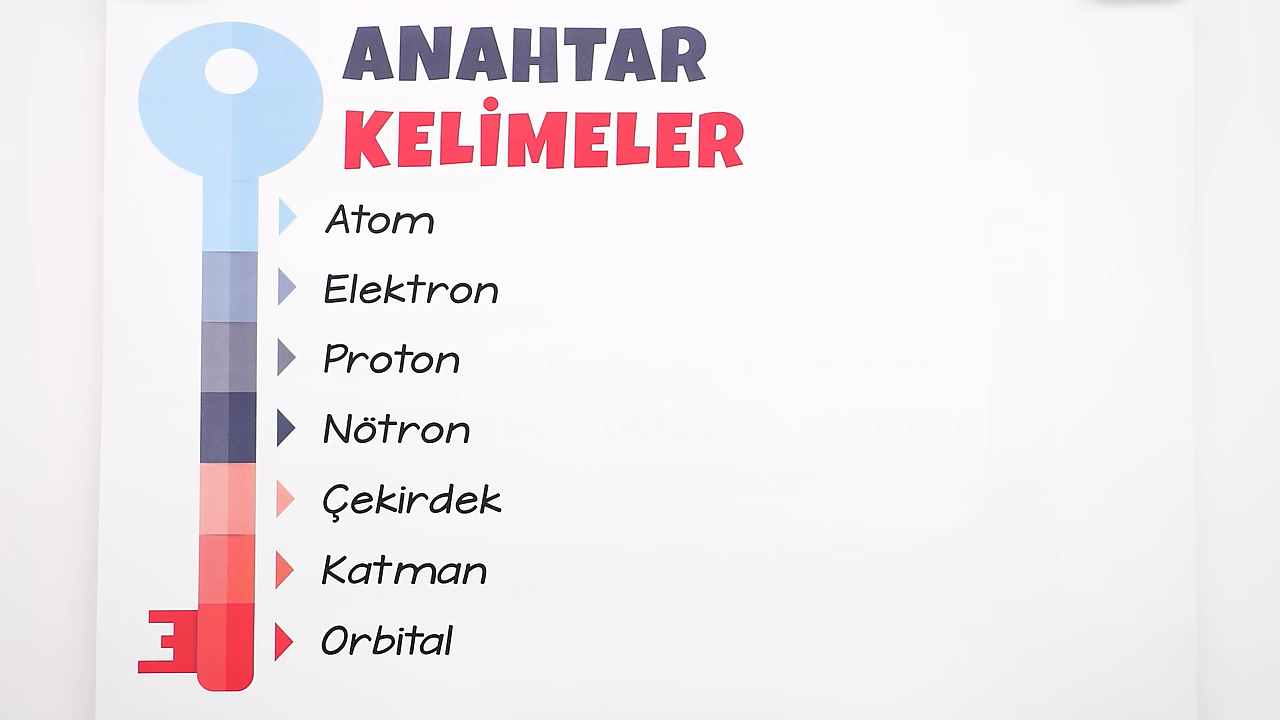 ANAHTAR
KELİMELER
Atom
Elektron
Proton
Nötron
Çekirdek
Katman
Orbital